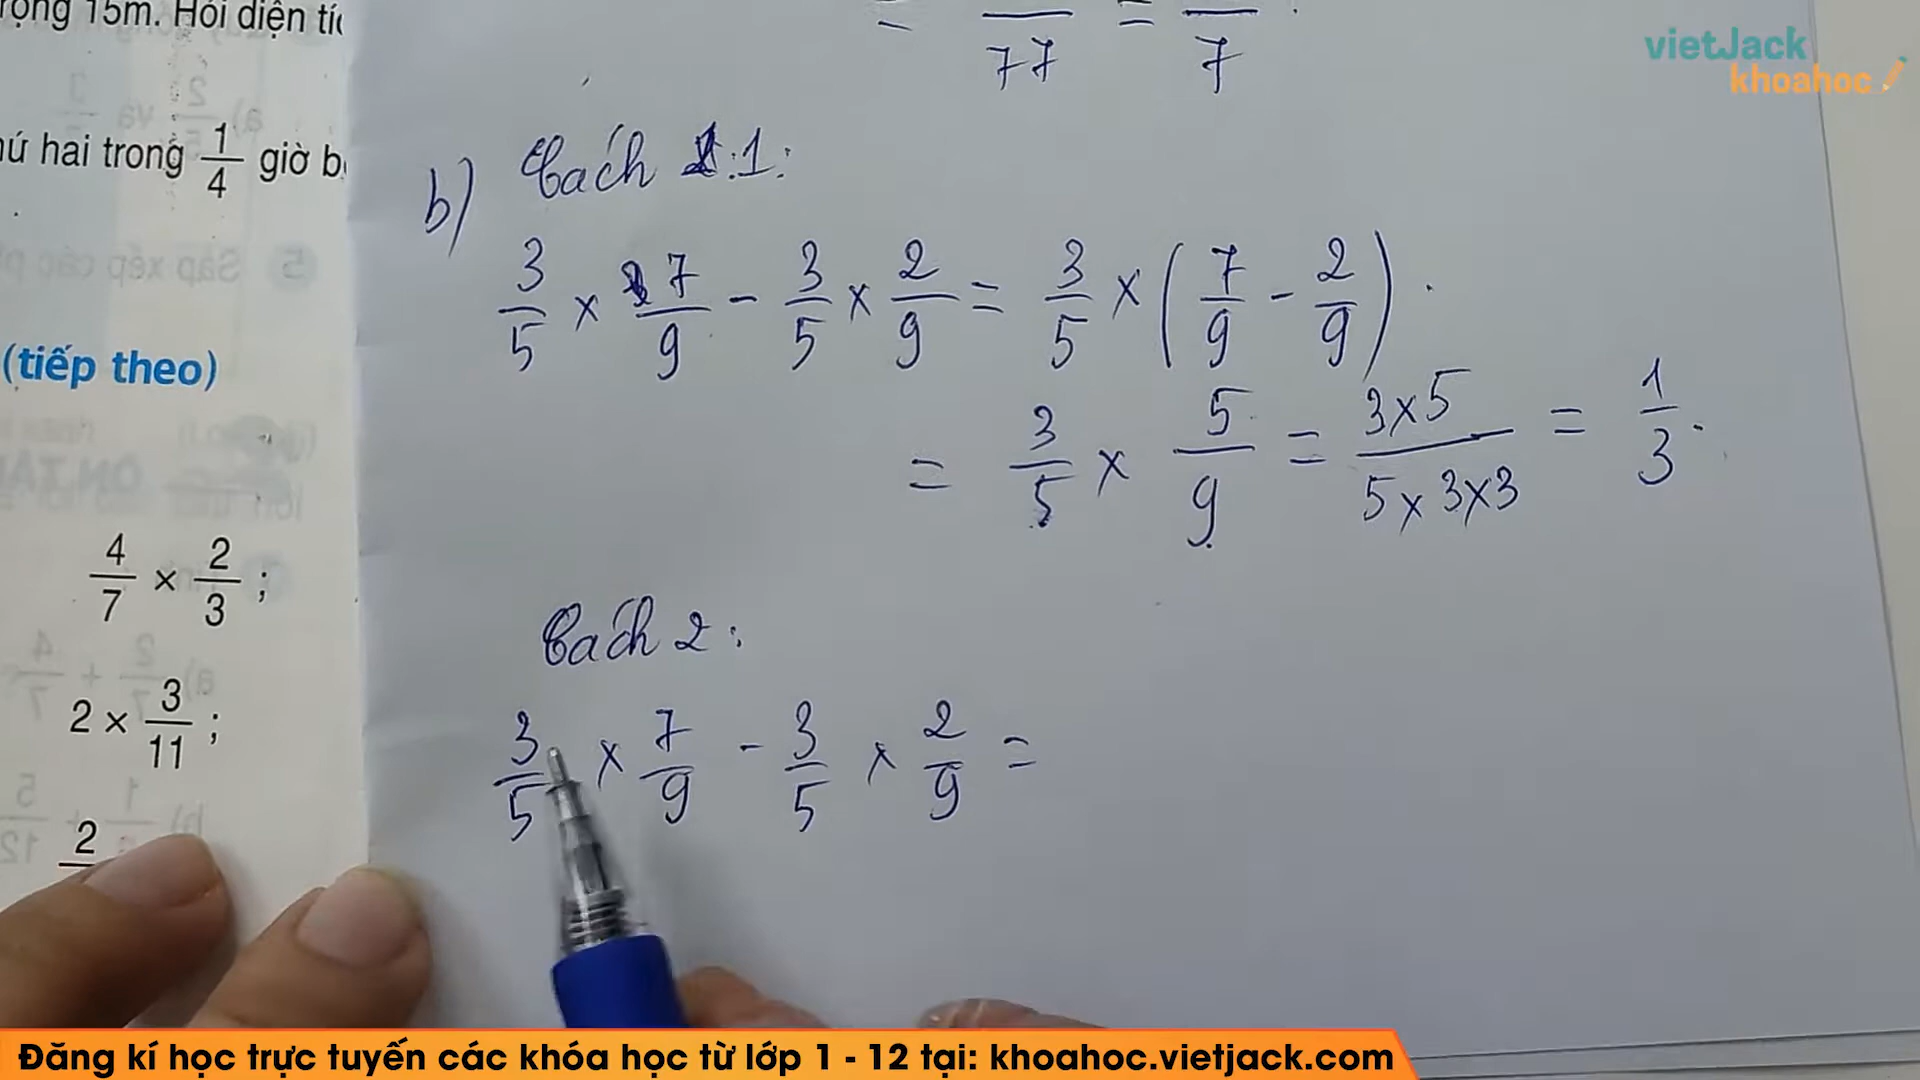 rộng 15m. Hỏi diện
= /77 = /7 .
vietJack
khoahoc
hai trong 1/4 giờ
b) Cách 1:
3/5 × 7/9 - 3/5 × 2/9 = 3/5 × (7/9 - 2/9) .
= 3/5 × 5/9 = 3×5/5×3×3 = 1/3 .
(tiếp theo)
4/7 × 2/3 ;
2 × 3/11 ;
2
Cách 2:
3/5 × 7/9 - 3/5 × 2/9 =
Đăng kí học trực tuyến các khóa học từ lớp 1 - 12 tại: khoahoc.vietjack.com